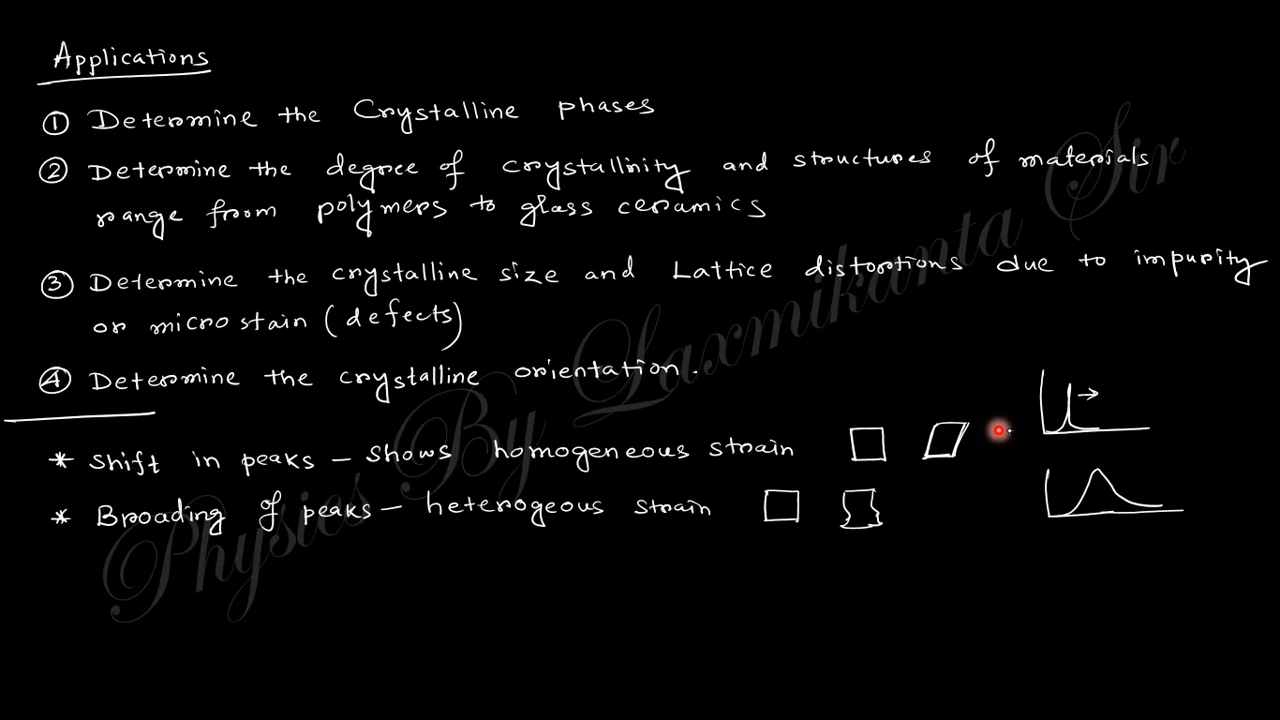 Applications
① Determine the Crystalline phases
② Determine the degree of crystallinity and structures of materials
range from polymers to glass ceramics
③ Determine the crystalline size and Lattice distortions due to impurity
or microstain (defects)
④ Determine the crystalline orientation.
* Shift in peaks - shows homogeneous strain
* Broading of peaks - heterogeous strain
Physics By Laxmikanta Sir